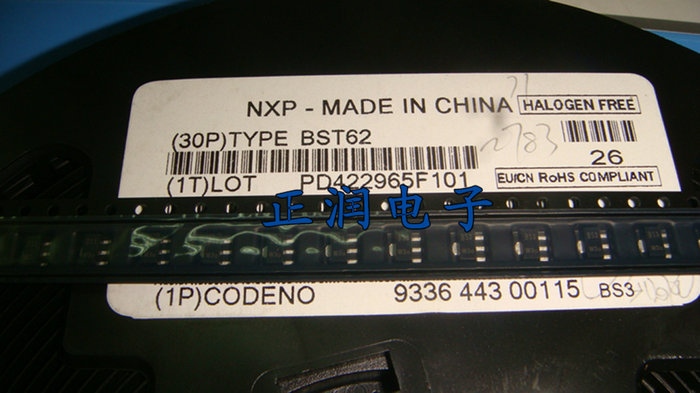 NXP - MADE IN CHINA HALOGEN FREE
(30P)TYPE BST62
26
(1T)LOT PD422965F101 EU/CN RoHS COMPLIANT
正润电子
(1P)CODENO 9336 443 00115 BS3